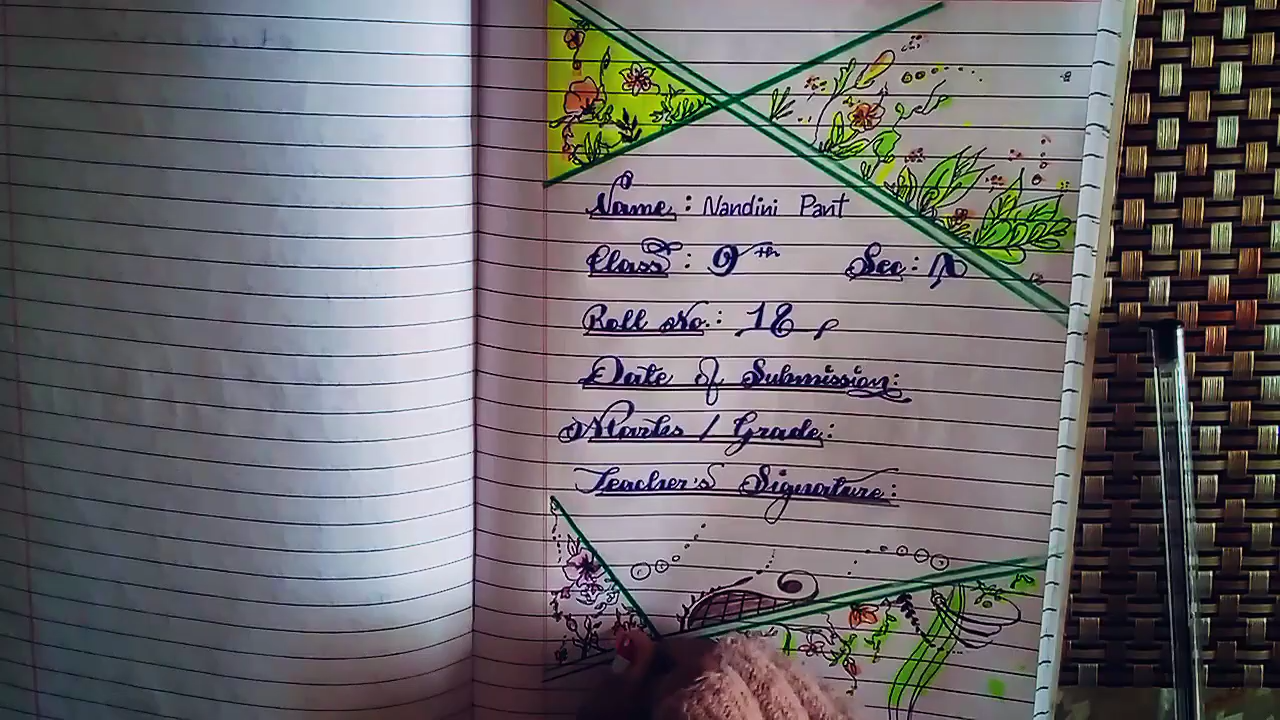 Name : Nandini Pant
Class : 9th Sec : A
Roll No. : 18
Date of Submission:
Marks / Grade:
Teacher's Signature: